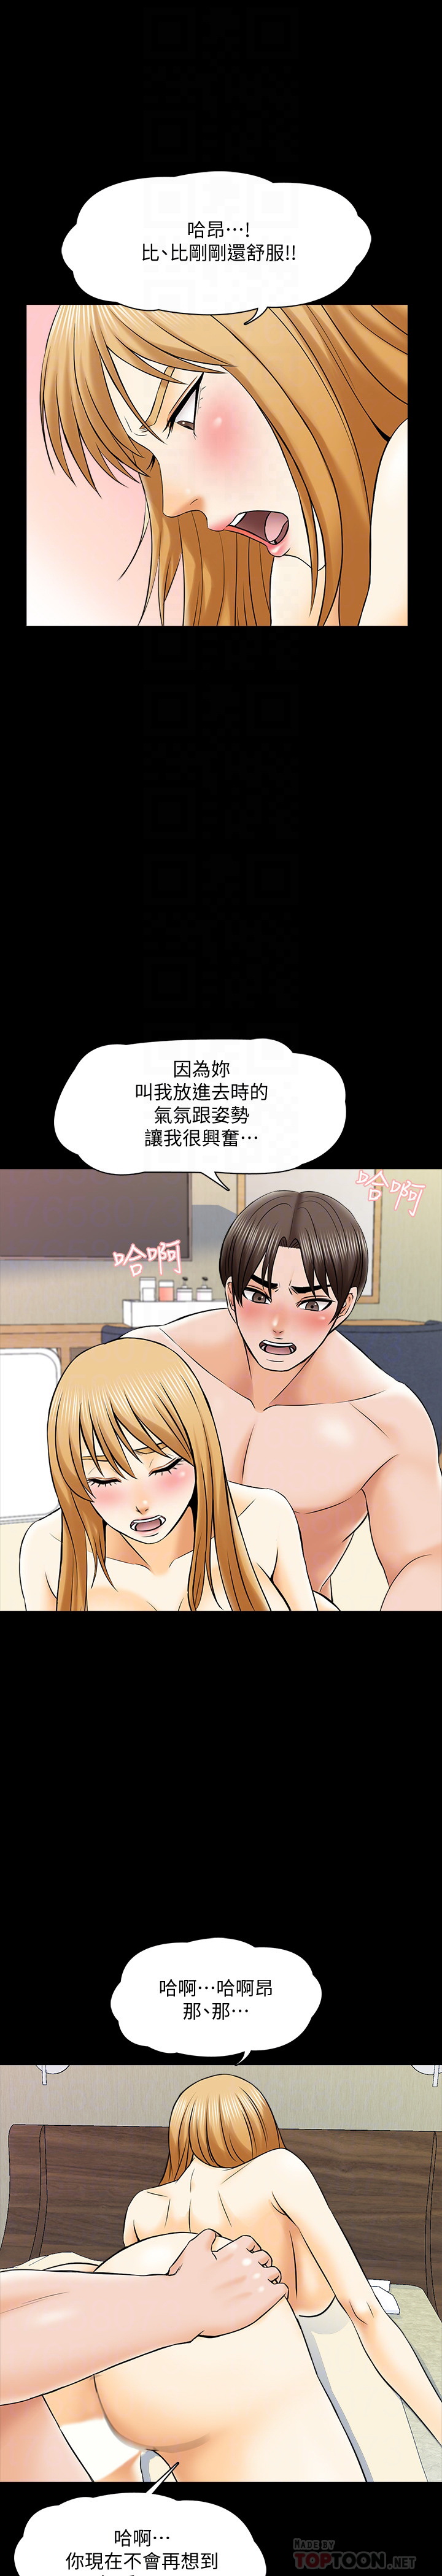 哈昂⋯!
比、比剛剛還舒服!!
因為妳
叫我放進去時的
氣氛跟姿勢
讓我很興奮⋯
哈啊
哈啊
哈啊⋯哈啊昂
那、那⋯
哈啊⋯
你現在不會再想到
MADE BY
TOPTOON.NET